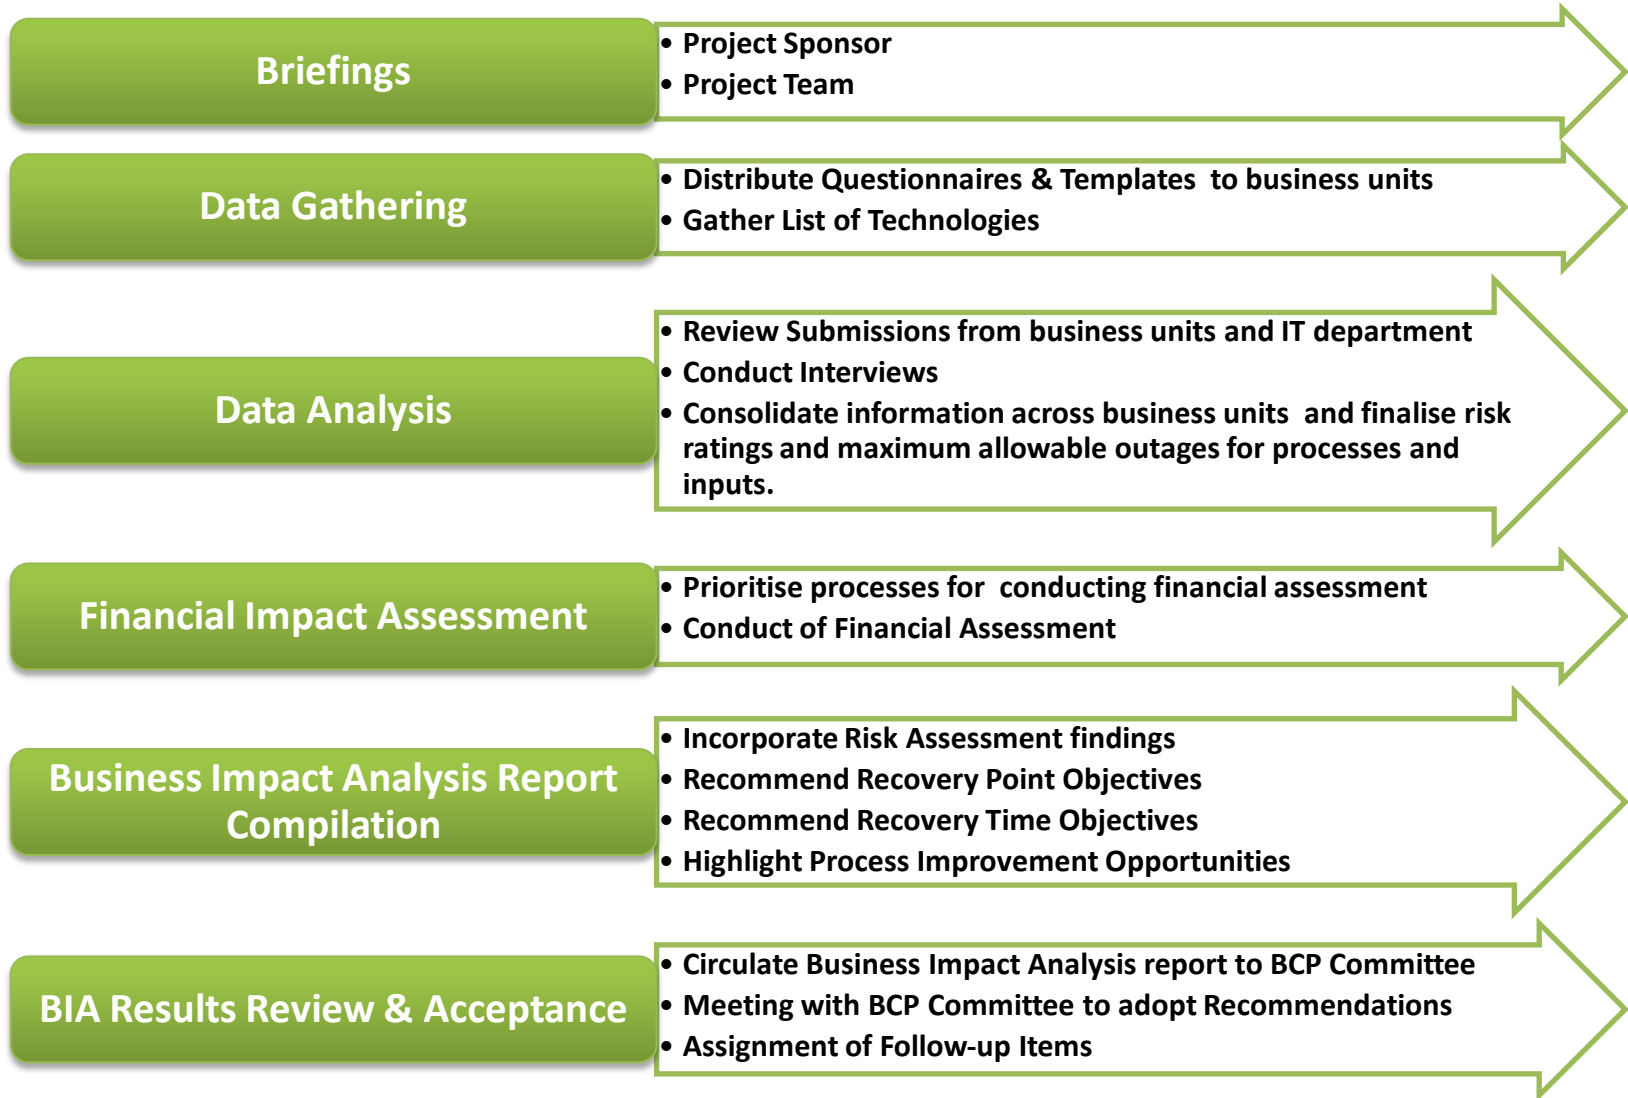 Briefings
• Project Sponsor
• Project Team
Data Gathering
• Distribute Questionnaires & Templates to business units
• Gather List of Technologies
Data Analysis
• Review Submissions from business units and IT department
• Conduct Interviews
• Consolidate information across business units and finalise risk
ratings and maximum allowable outages for processes and
inputs.
Financial Impact Assessment
• Prioritise processes for conducting financial assessment
• Conduct of Financial Assessment
Business Impact Analysis Report
Compilation
• Incorporate Risk Assessment findings
• Recommend Recovery Point Objectives
• Recommend Recovery Time Objectives
• Highlight Process Improvement Opportunities
BIA Results Review & Acceptance
• Circulate Business Impact Analysis report to BCP Committee
• Meeting with BCP Committee to adopt Recommendations
• Assignment of Follow-up Items